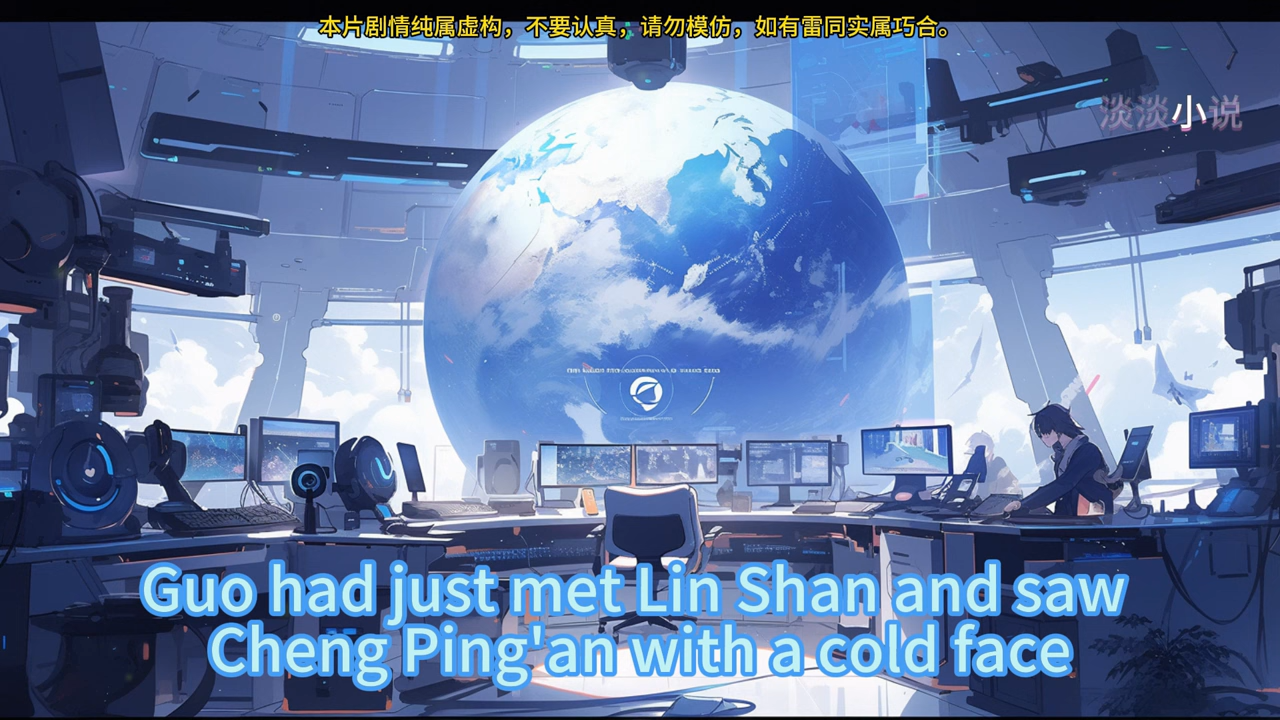 本片剧情纯属虚构，不要认真，请勿模仿，如有雷同实属巧合。
淡淡小说
Guo had just met Lin Shan and saw
Cheng Ping'an with a cold face